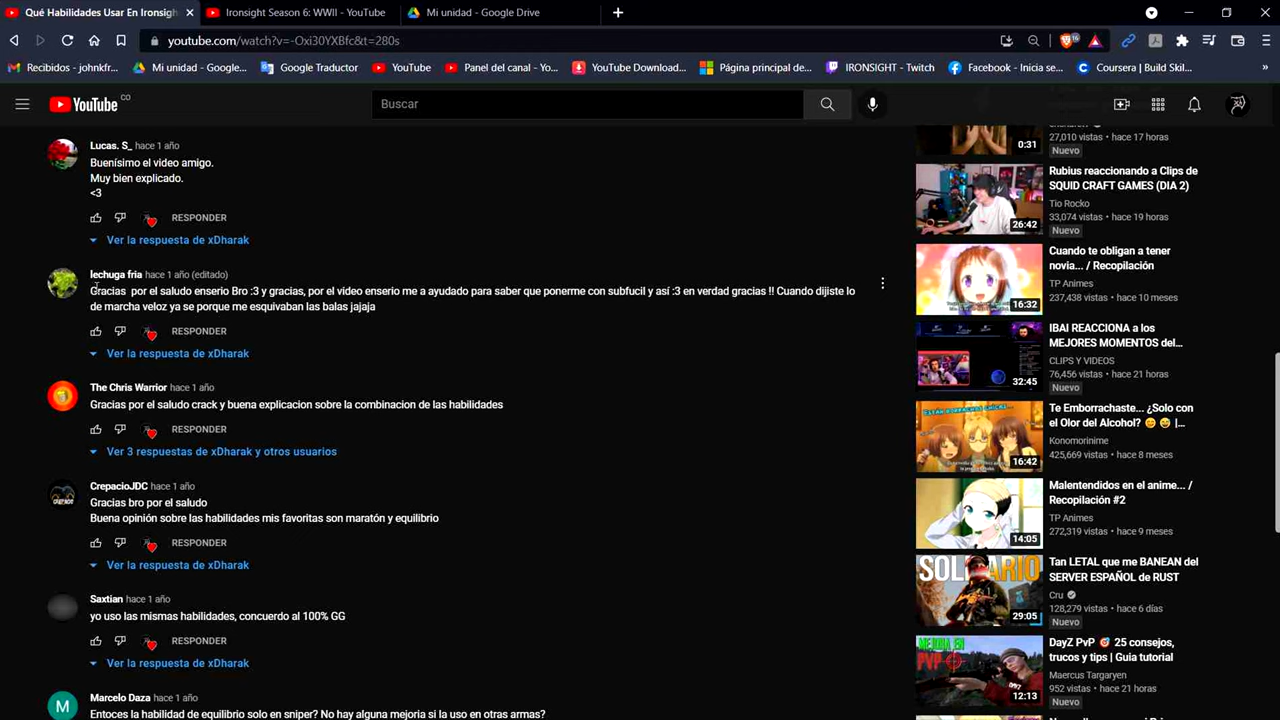 Qué Habilidades Usar En Ironsigh
Ironsight Season 6: WWII - YouTube
Mi unidad - Google Drive
youtube.com/watch?v=-Oxi30YXBfc&t=280s
16
Recibidos - johnkfr...
Mi unidad - Google...
Google Traductor
YouTube
Panel del canal - Yo...
YouTube Download...
Página principal de...
IRONSIGHT - Twitch
Facebook - Inicia se...
Coursera | Build Skil...
»
YouTube CO
Buscar
Lucas. S_ hace 1 año
Buenísimo el video amigo.
Muy bien explicado.
<3
RESPONDER
Ver la respuesta de xDharak
lechuga fria hace 1 año (editado)
Gracias por el saludo enserio Bro :3 y gracias, por el video enserio me a ayudado para saber que ponerme con subfucil y así :3 en verdad gracias !! Cuando dijiste lo
de marcha veloz ya se porque me esquivaban las balas jajaja
RESPONDER
Ver la respuesta de xDharak
The Chris Warrior hace 1 año
Gracias por el saludo crack y buena explicacion sobre la combinacion de las habilidades
RESPONDER
Ver 3 respuestas de xDharak y otros usuarios
CrepacioJDC hace 1 año
Gracias bro por el saludo
Buena opinión sobre las habilidades mis favoritas son maratón y equilibrio
RESPONDER
Ver la respuesta de xDharak
Saxtian hace 1 año
yo uso las mismas habilidades, concuerdo al 100% GG
RESPONDER
Ver la respuesta de xDharak
M
Marcelo Daza hace 1 año
Entoces la habilidad de equilibrio solo en sniper? No hay alguna mejoria si la uso en otras armas?
0:31
27,010 vistas • hace 17 horas
Nuevo
26:42
Rubius reaccionando a Clips de
SQUID CRAFT GAMES (DIA 2)
Tio Rocko
33,074 vistas • hace 19 horas
Nuevo
16:32
Cuando te obligan a tener
novia... / Recopilación
TP Animes
237,438 vistas • hace 10 meses
32:45
IBAI REACCIONA a los
MEJORES MOMENTOS del...
CLIPS Y VIDEOS
76,456 vistas • hace 21 horas
Nuevo
16:42
Te Emborrachaste... ¿Solo con
el Olor del Alcohol? 😊 😅 |...
Konomorinime
425,669 vistas • hace 8 meses
14:05
Malentendidos en el anime... /
Recopilación #2
TP Animes
272,319 vistas • hace 9 meses
SOLITARIO
29:05
Tan LETAL que me BANEAN del
SERVER ESPAÑOL de RUST
Cru
128,279 vistas • hace 6 días
Nuevo
MEJORA EN
PVP
12:13
DayZ PvP 🎯 25 consejos,
trucos y tips | Guia tutorial
Maercus Targaryen
952 vistas • hace 21 horas
Nuevo